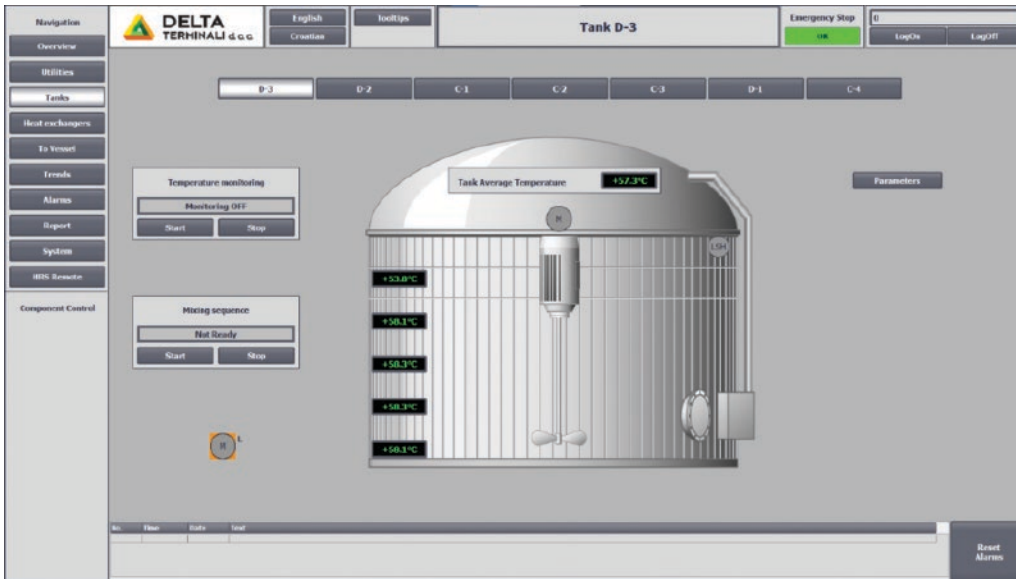 Navigation
Overview
Utilities
Tanks
Heat exchangers
To Vessel
Trends
Alarms
Report
System
HRS Remote
Component Control
DELTA
TERMINALI d.o.o.
English
Croatian
Tooltips
Tank D-3
Emergency Stop
OK
0
LogOn
LogOff
D-3
D-2
C-1
C-2
C-3
D-1
C-4
Temperature monitoring
Monitoring OFF
Start
Stop
Mixing sequence
Not Ready
Start
Stop
M
L
Tank Average Temperature
+57.3°C
M
LSH
+53.8°C
+58.1°C
+58.3°C
+58.3°C
+58.1°C
Parameters
No.
Time
Date
Text
Reset
Alarms